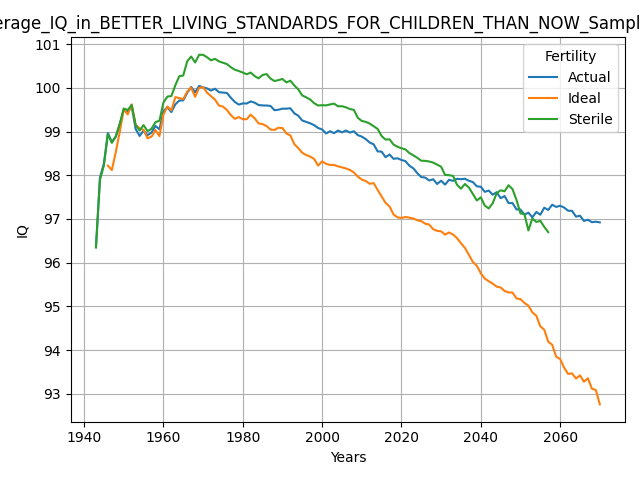 erage_IQ_in_BETTER_LIVING_STANDARDS_FOR_CHILDREN_THAN_NOW_Sampl
101
100
99
98
97
96
95
94
93
IQ
1940
1960
1980
2000
2020
2040
2060
Years
Fertility
Actual
Ideal
Sterile